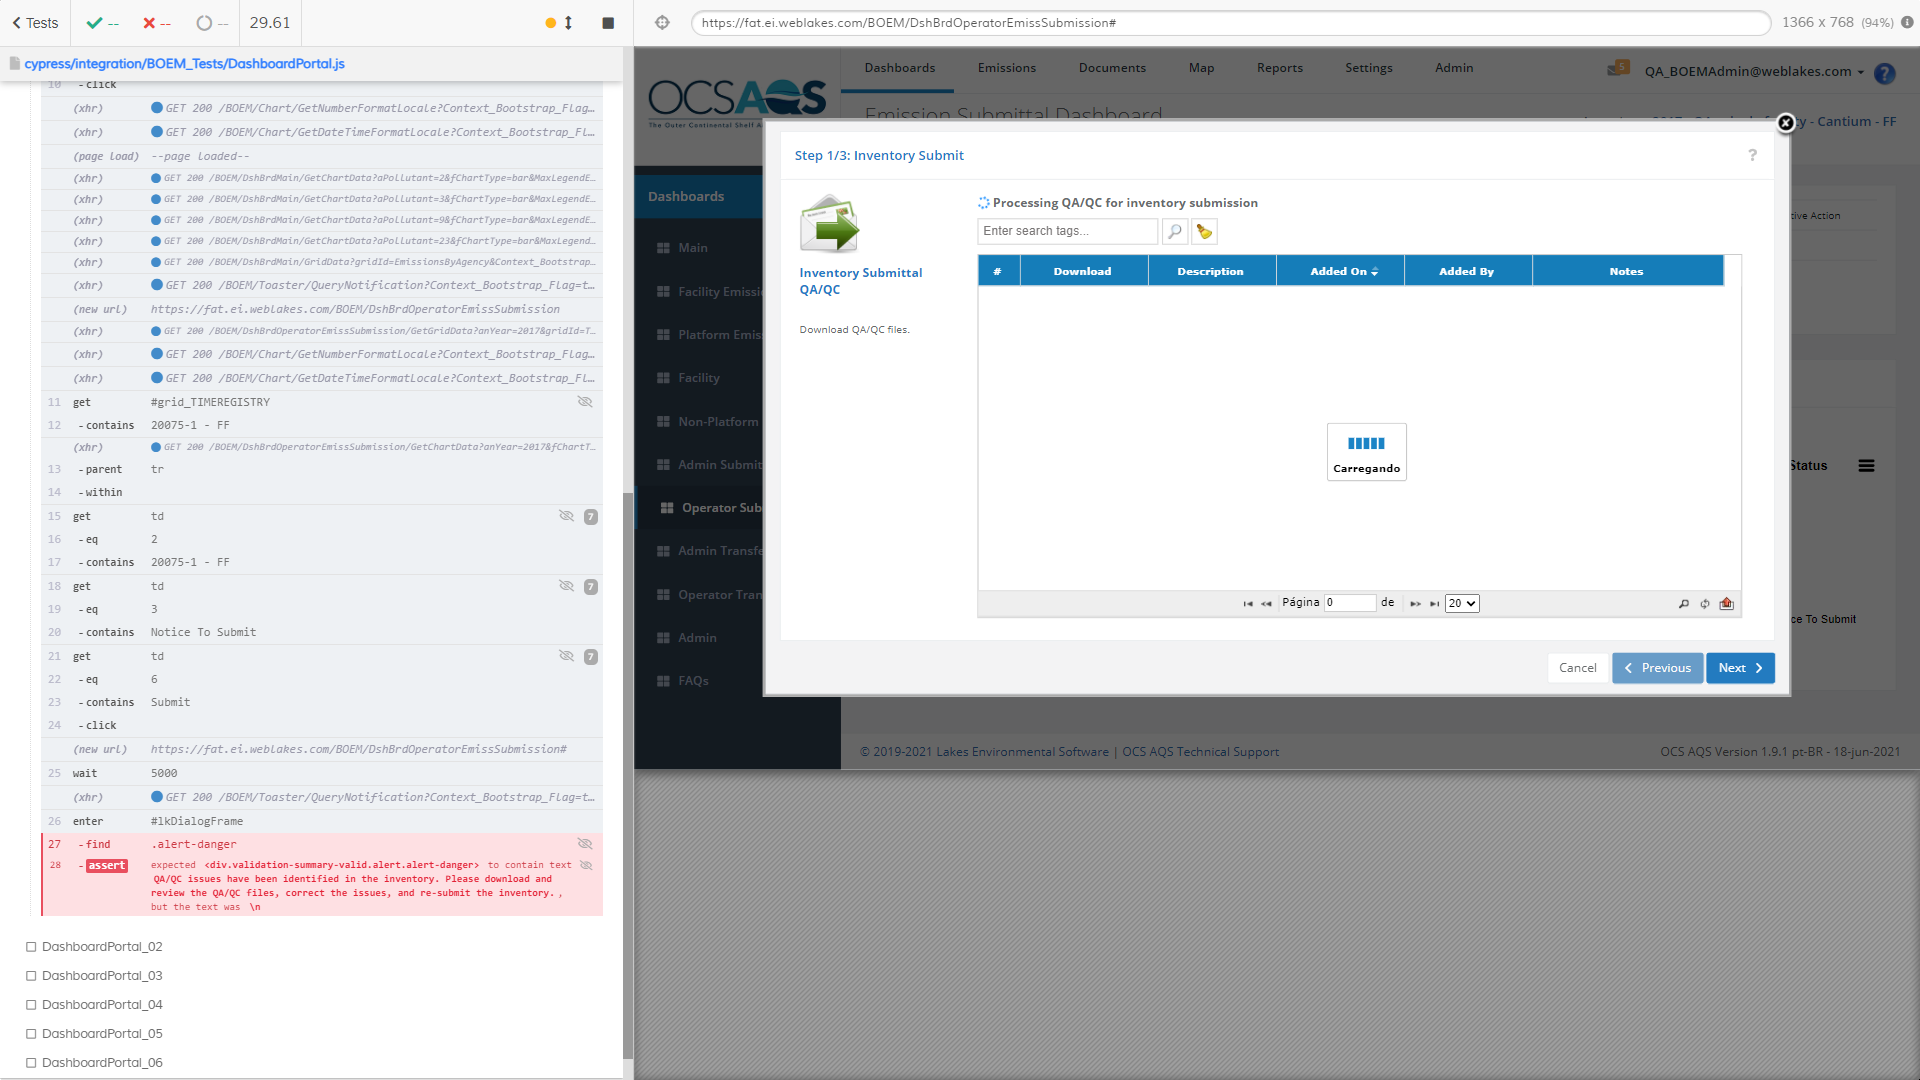 Tests
--
--
--
29.61
https://fat.ei.weblakes.com/BOEM/DshBrdOperatorEmissSubmission#
1366 x 768 (94%)
cypress/integration/BOEM_Tests/DashboardPortal.js
10 -click
(xhr) GET 200 /BOEM/Chart/GetNumberFormatLocale?Context_Bootstrap_Flag…
(xhr) GET 200 /BOEM/Chart/GetDateTimeFormatLocale?Context_Bootstrap_Fl…
(page load) --page loaded--
(xhr) GET 200 /BOEM/DshBrdMain/GetChartData?aPollutant=2&fChartType=bar&MaxLegendE…
(xhr) GET 200 /BOEM/DshBrdMain/GetChartData?aPollutant=3&fChartType=bar&MaxLegendE…
(xhr) GET 200 /BOEM/DshBrdMain/GetChartData?aPollutant=9&fChartType=bar&MaxLegendE…
(xhr) GET 200 /BOEM/DshBrdMain/GetChartData?aPollutant=23&fChartType=bar&MaxLegend…
(xhr) GET 200 /BOEM/DshBrdMain/GridData?gridId=EmissionsByAgency&Context_Bootstrap…
(xhr) GET 200 /BOEM/Toaster/QueryNotification?Context_Bootstrap_Flag=t…
(new url) https://fat.ei.weblakes.com/BOEM/DshBrdOperatorEmissSubmission
(xhr) GET 200 /BOEM/DshBrdOperatorEmissSubmission/GetGridData?anYear=2017&gridId=T…
(xhr) GET 200 /BOEM/Chart/GetNumberFormatLocale?Context_Bootstrap_Flag…
(xhr) GET 200 /BOEM/Chart/GetDateTimeFormatLocale?Context_Bootstrap_Fl…
11 get #grid_TIMEREGISTRY
12 -contains 20075-1 - FF
(xhr) GET 200 /BOEM/DshBrdOperatorEmissSubmission/GetChartData?anYear=2017&fChartT…
13 -parent tr
14 -within
15 get td 7
16 -eq 2
17 -contains 20075-1 - FF
18 get td 7
19 -eq 3
20 -contains Notice To Submit
21 get td 7
22 -eq 6
23 -contains Submit
24 -click
(new url) https://fat.ei.weblakes.com/BOEM/DshBrdOperatorEmissSubmission#
25 wait 5000
(xhr) GET 200 /BOEM/Toaster/QueryNotification?Context_Bootstrap_Flag=t…
26 enter #lkDialogFrame
27 -find .alert-danger
28 -assert expected <div.validation-summary-valid.alert.alert-danger> to contain text
QA/QC issues have been identified in the inventory. Please download and
review the QA/QC files, correct the issues, and re-submit the inventory. ,
but the text was \n
DashboardPortal_02
DashboardPortal_03
DashboardPortal_04
DashboardPortal_05
DashboardPortal_06
OCSAQS
The Outer Continental Shelf A
Dashboards
Emissions
Documents
Map
Reports
Settings
Admin
5
QA_BOEMAdmin@weblakes.com
?
Emission Submittal Dashboard
y - Cantium - FF
Dashboards
Main
Facility Emissi
Platform Emis
Facility
Non-Platform
Admin Submit
Operator Sub
Admin Transfe
Operator Tran
Admin
FAQs
Step 1/3: Inventory Submit
?
Inventory Submittal
QA/QC
Download QA/QC files.
Processing QA/QC for inventory submission
Enter search tags...
# Download Description Added On Added By Notes
Carregando
Página 0 de 20
Cancel
Previous
Next
tive Action
Status
ce To Submit
© 2019-2021 Lakes Environmental Software | OCS AQS Technical Support
OCS AQS Version 1.9.1 pt-BR - 18-jun-2021